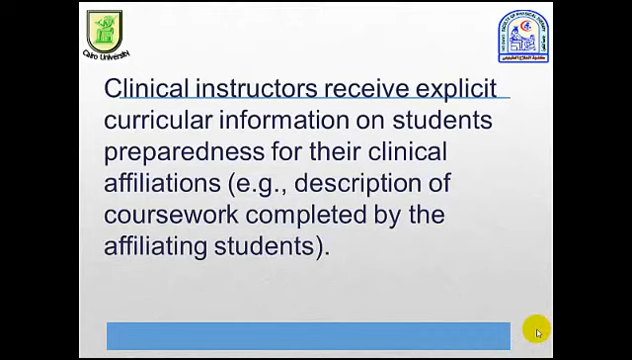 Cairo University
Clinical instructors receive explicit
curricular information on students
preparedness for their clinical
affiliations (e.g., description of
coursework completed by the
affiliating students).